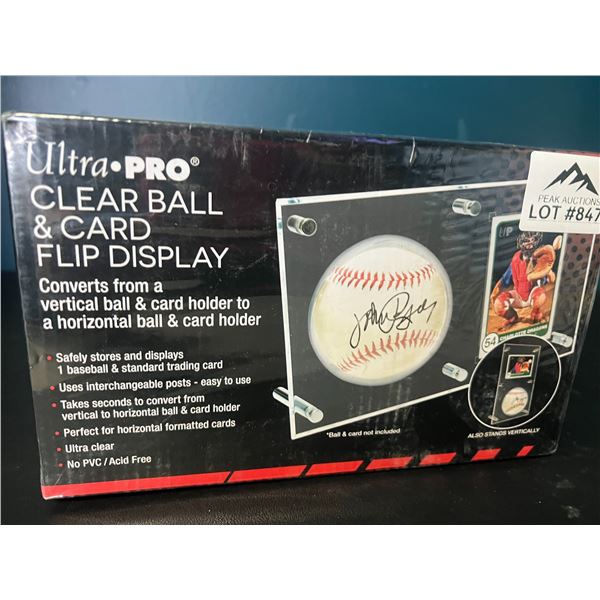 Ultra•PRO®
CLEAR BALL
& CARD
FLIP DISPLAY
Converts from a
vertical ball & card holder to
a horizontal ball & card holder
• Safely stores and displays
1 baseball & standard trading card
• Uses interchangeable posts - easy to use
• Takes seconds to convert from
vertical to horizontal ball & card holder
• Perfect for horizontal formatted cards
• Ultra clear
• No PVC / Acid Free
*Ball & card not included
UP
54
CHARLOTTE DRAGONS
ALSO STANDS VERTICALLY
PEAK AUCTIONS
LOT #847